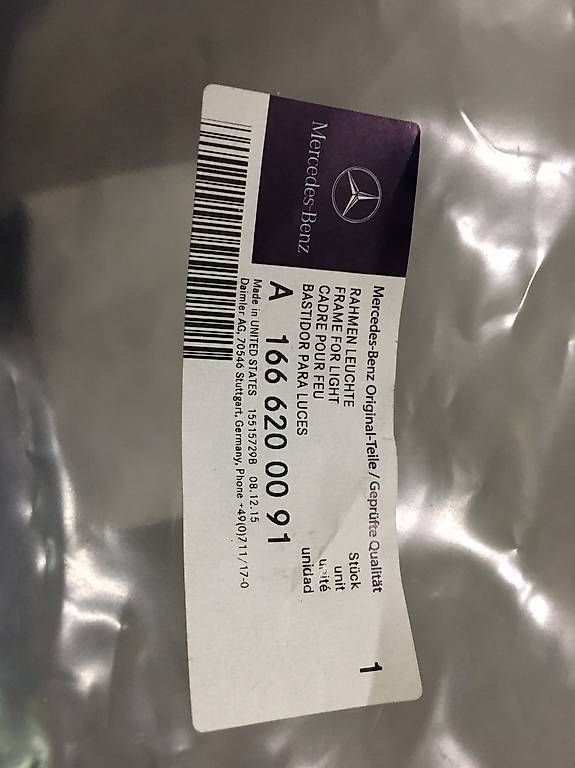 Mercedes-Benz
Mercedes-Benz Original-Teile / Geprüfte Qualität
RAHMEN LEUCHTE
FRAME FOR LIGHT
CADRE POUR FEU
BASTIDOR PARA LUCES
Stück
unit
unité
unidad
1
A 166 620 00 91
Made in UNITED STATES 15515729B 08.12.15
Daimler AG, 70546 Stuttgart, Germany, Phone +49(0)711/17-0